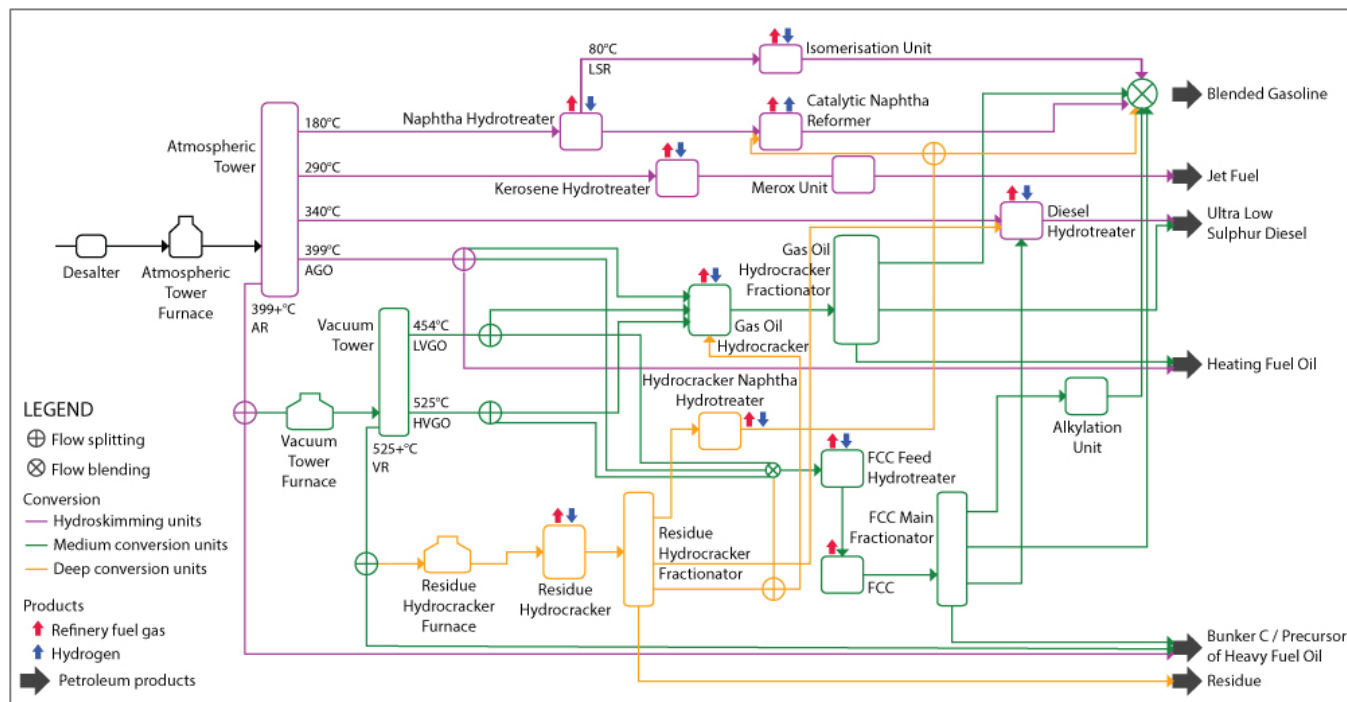 80°C
LSR
Isomerisation Unit
Blended Gasoline
Naphtha Hydrotreater
Catalytic Naphtha
Reformer
180°C
Atmospheric
Tower
290°C
Kerosene Hydrotreater
Merox Unit
Jet Fuel
340°C
Diesel
Hydrotreater
Ultra Low
Sulphur Diesel
399°C
AGO
Gas Oil
Hydrocracker
Fractionator
Desalter
Atmospheric
Tower
Furnace
399+°C
AR
Vacuum
Tower
454°C
LVGO
Gas Oil
Hydrocracker
Heating Fuel Oil
Hydrocracker Naphtha
Hydrotreater
525°C
HVGO
Alkylation
Unit
LEGEND
Flow splitting
Flow blending
Vacuum
Tower
Furnace
525+°C
VR
FCC Feed
Hydrotreater
Conversion
Hydroskimming units
Medium conversion units
Deep conversion units
Residue
Hydrocracker
Fractionator
FCC Main
Fractionator
Residue
Hydrocracker
Furnace
Residue
Hydrocracker
FCC
Products
Refinery fuel gas
Hydrogen
Petroleum products
Bunker C / Precursor
of Heavy Fuel Oil
Residue